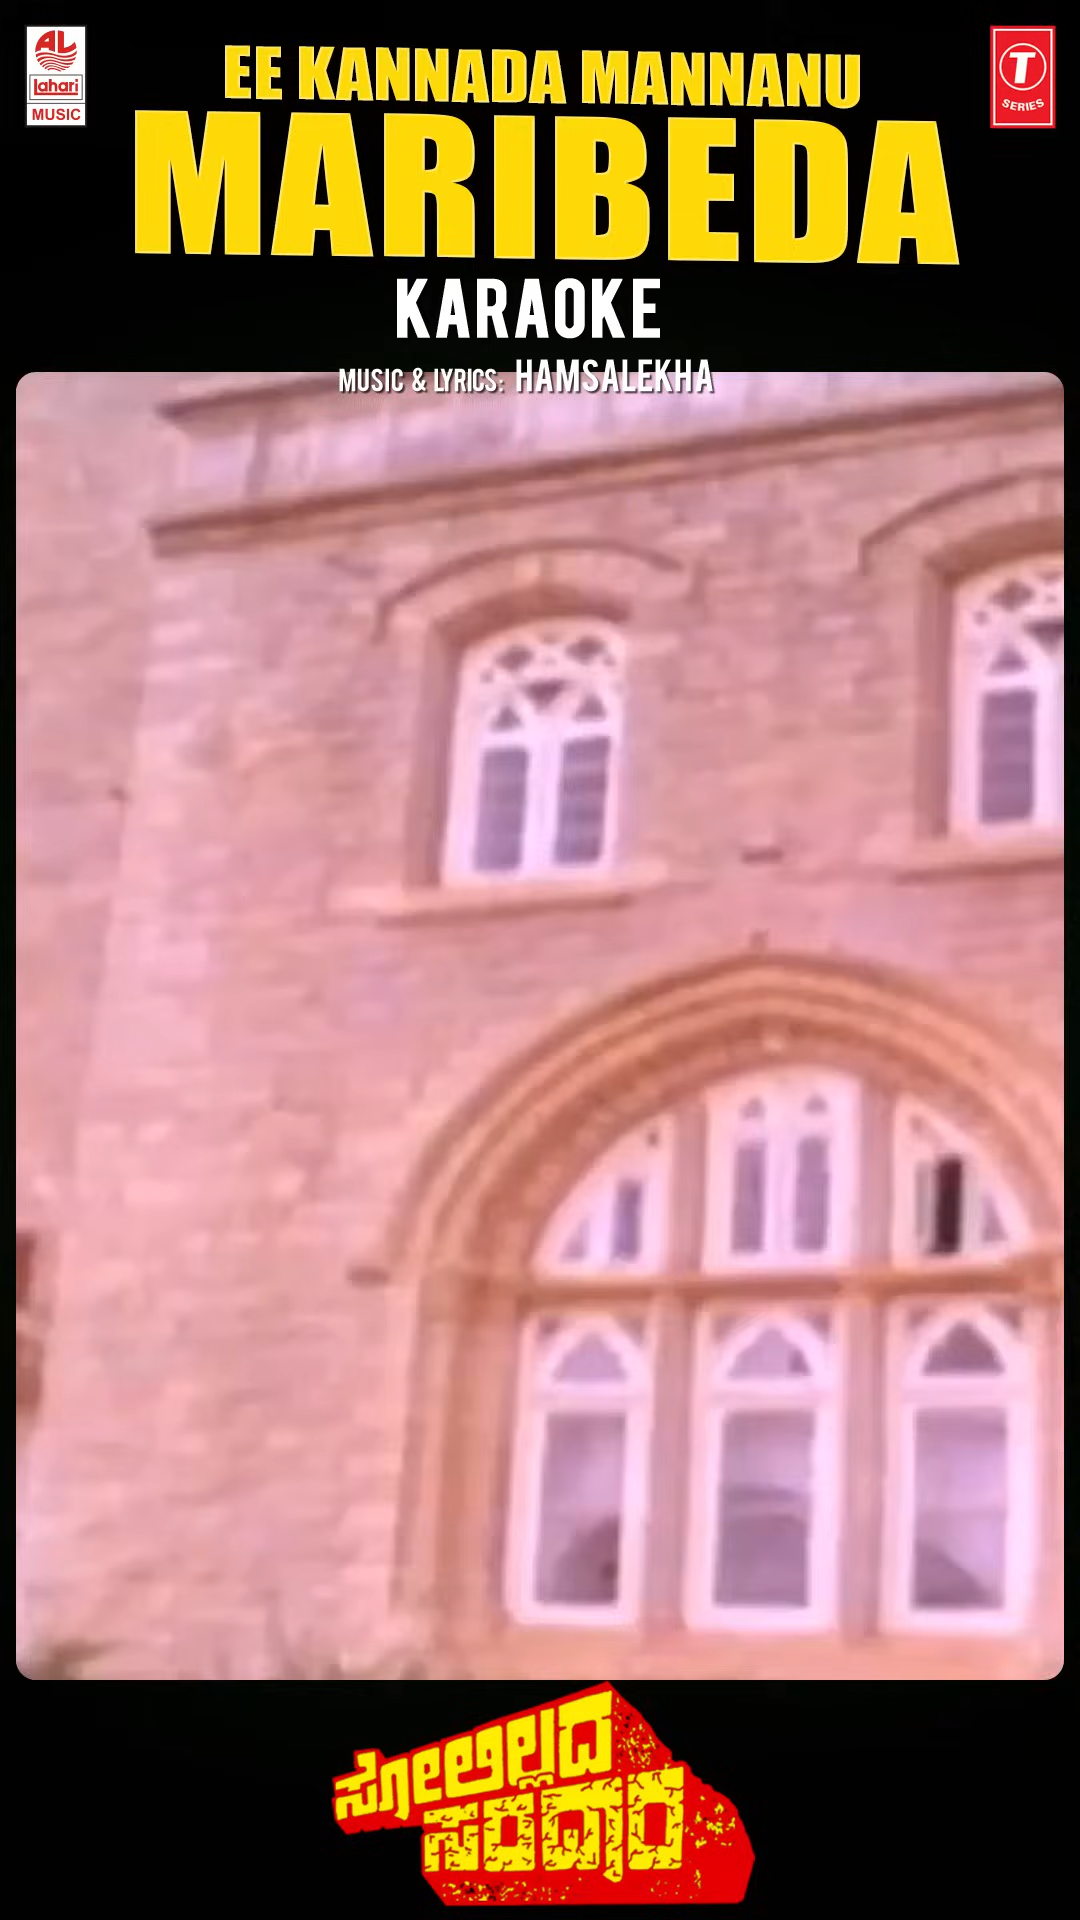 AL
lahari
MUSIC
EE KANNADA MANNANU
MARIBEDA
T
SERIES
KARAOKE
MUSIC & LYRICS: HAMSALEKHA
ಸೋಲಿಲ್ಲದ
ಸರದಾರ